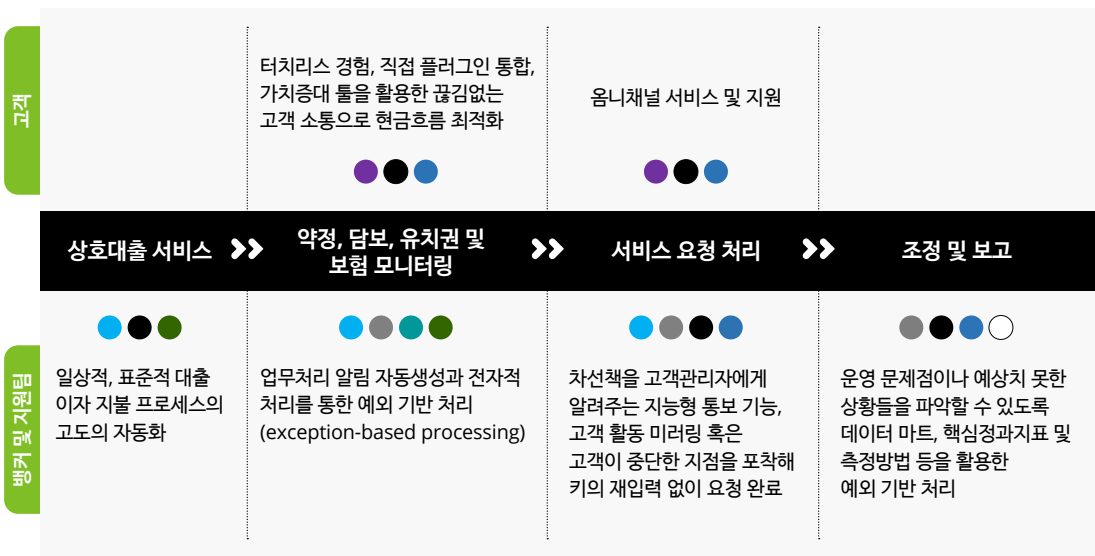 고객
터치리스 경험, 직접 플러그인 통합,
가치증대 툴을 활용한 끊김없는
고객 소통으로 현금흐름 최적화
옴니채널 서비스 및 지원
상호대출 서비스
약정, 담보, 유치권 및
보험 모니터링
서비스 요청 처리
조정 및 보고
뱅커 및 지원팀
일상적, 표준적 대출
이자 지불 프로세스의
고도의 자동화
업무처리 알림 자동생성과 전자적
처리를 통한 예외 기반 처리
(exception-based processing)
차선책을 고객관리자에게
알려주는 지능형 통보 기능,
고객 활동 미러링 혹은
고객이 중단한 지점을 포착해
키의 재입력 없이 요청 완료
운영 문제점이나 예상치 못한
상황들을 파악할 수 있도록
데이터 마트, 핵심정과지표 및
측정방법 등을 활용한
예외 기반 처리